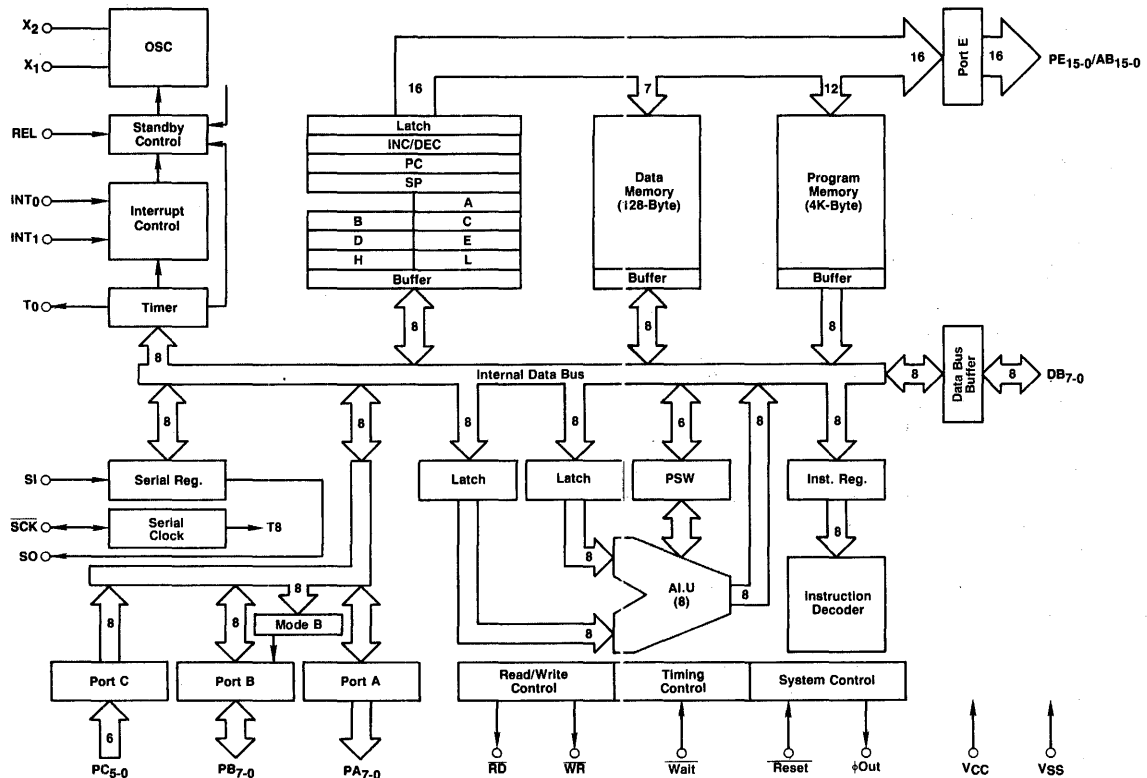 X2
OSC
X1
REL
Standby
Control
INT0
INT1
Interrupt
Control
T0
Timer
8
16
Latch
INC/DEC
PC
SP
A
B
C
D
E
H
L
Buffer
8
7
Data
Memory
(128-Byte)
Buffer
8
12
Program
Memory
(4K-Byte)
Buffer
8
16
Port E
16
PE15-0/AB15-0
Internal Data Bus
8
Data Bus
Buffer
8
DB7-0
8
8
8
8
6
8
8
SI
Serial Reg.
SCK
Serial
Clock
T8
SO
Latch
Latch
PSW
Inst. Reg.
8
8
AI.U
(8)
8
8
Instruction
Decoder
8
8
8
Mode B
Port C
Port B
Port A
6
PC5-0
PB7-0
PA7-0
Read/Write
Control
Timing
Control
System Control
RD
WR
Wait
Reset
ϕOut
VCC
VSS